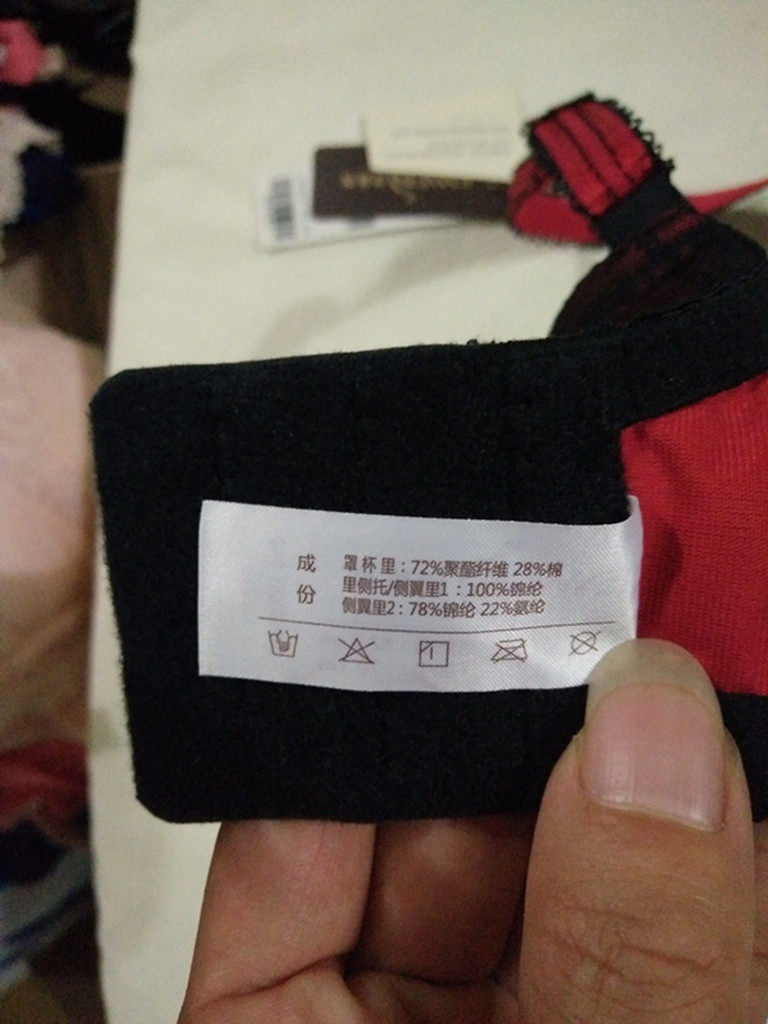 成份
罩杯里：72%聚酯纤维 28%棉
里侧托/侧翼里1：100%锦纶
侧翼里2：78%锦纶 22%氨纶